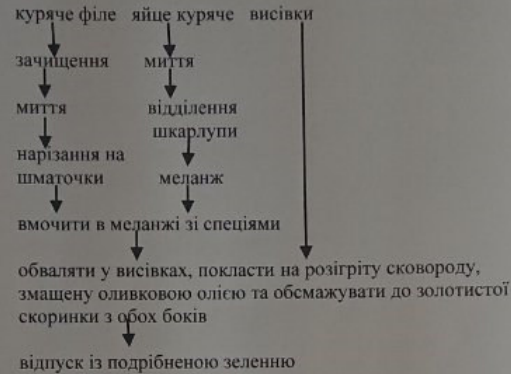 куряче філе яйце куряче висівки
зачищення миття
миття відділення
шкарлупи
нарізання на
шматочки меланж
вмочити в меланжі зі спеціями
обваляти у висівках, покласти на розігріту сковороду,
змащену оливковою олією та обсмажувати до золотистої
скоринки з обох боків
відпуск із подрібненою зеленню